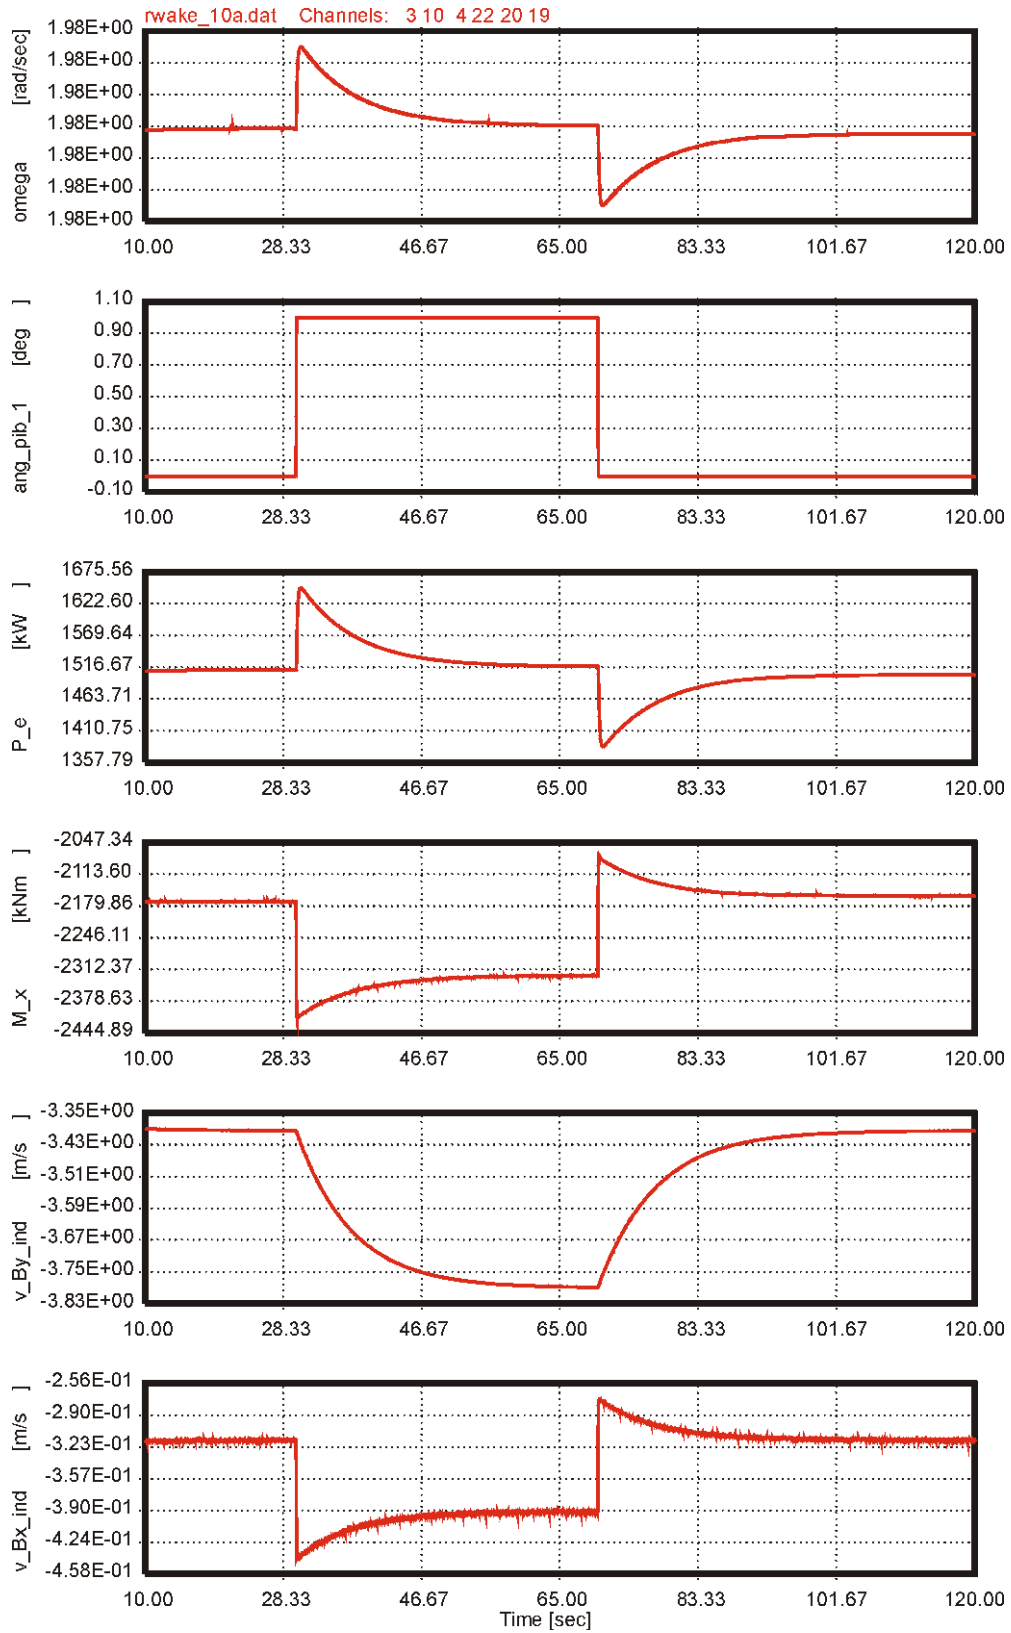 rwake_10a.dat Channels: 3 10 4 22 20 19
omega [rad/sec]
1.98E+00
1.98E+00
1.98E+00
1.98E+00
1.98E+00
1.98E+00
1.98E+00
10.00 28.33 46.67 65.00 83.33 101.67 120.00
ang_pib_1 [deg ]
1.10
0.90
0.70
0.50
0.30
0.10
-0.10
10.00 28.33 46.67 65.00 83.33 101.67 120.00
P_e [kW ]
1675.56
1622.60
1569.64
1516.67
1463.71
1410.75
1357.79
10.00 28.33 46.67 65.00 83.33 101.67 120.00
M_x [kNm ]
-2047.34
-2113.60
-2179.86
-2246.11
-2312.37
-2378.63
-2444.89
10.00 28.33 46.67 65.00 83.33 101.67 120.00
v_By_ind [m/s ]
-3.35E+00
-3.43E+00
-3.51E+00
-3.59E+00
-3.67E+00
-3.75E+00
-3.83E+00
10.00 28.33 46.67 65.00 83.33 101.67 120.00
v_Bx_ind [m/s ]
-2.56E-01
-2.90E-01
-3.23E-01
-3.57E-01
-3.90E-01
-4.24E-01
-4.58E-01
10.00 28.33 46.67 65.00 83.33 101.67 120.00
Time [sec]